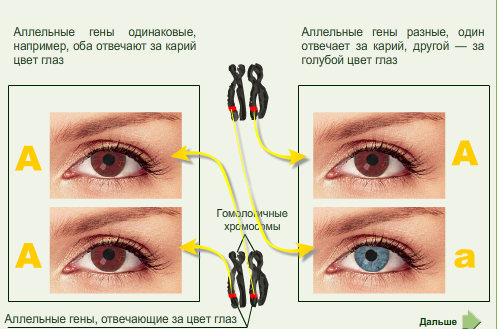 Аллельные гены одинаковые,
например, оба отвечают за карий
цвет глаз
Аллельные гены разные, один
отвечает за карий, другой — за
голубой цвет глаз
А
А
Гомологичные
хромосомы
А
а
Аллельные гены, отвечающие за цвет глаз
Дальше